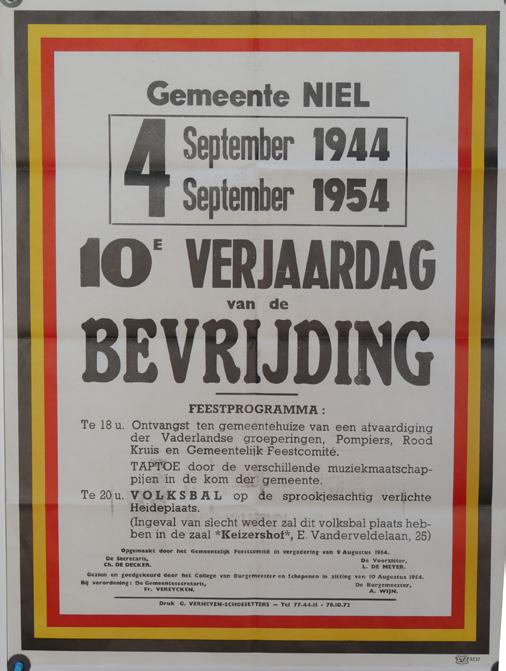 Gemeente NIEL
4 September 1944
4 September 1954
10E VERJAARDAG
van de
BEVRIJDING
FEESTPROGRAMMA :
Te 18 u. Ontvangst ten gemeentehuize van een afvaardiging
der Vaderlandse groeperingen, Pompiers, Rood
Kruis en Gemeentelijk Feestcomité.
TAPTOE door de verschillende muziekmaatschap-
pijen in de kom der gemeente.
Te 20 u. VOLKSBAL op de sprookjesachtig verlichte
Heideplaats.
(Ingeval van slecht weder zal dit volksbal plaats heb-
ben in de zaal "Keizershof", E. Vanderveldelaan, 25)
Opgemaakt door het Gemeentelijk Feestcomité in vergadering van 9 Augustus 1954.
De Secretaris,
Ch. DE DECKER.
De Voorzitter,
L. DE MEYER.
Gezien en goedgekeurd door het College van Burgemeester en Schepenen in zitting van 10 Augustus 1954.
Bij verordening : De Gemeentesecretaris,
Fr. VEREYCKEN.
De Burgemeester,
A. WIJN.
Druk G. VERHEYEN-SCHOESETTERS — Tel 77.44.15 - 78.10.72